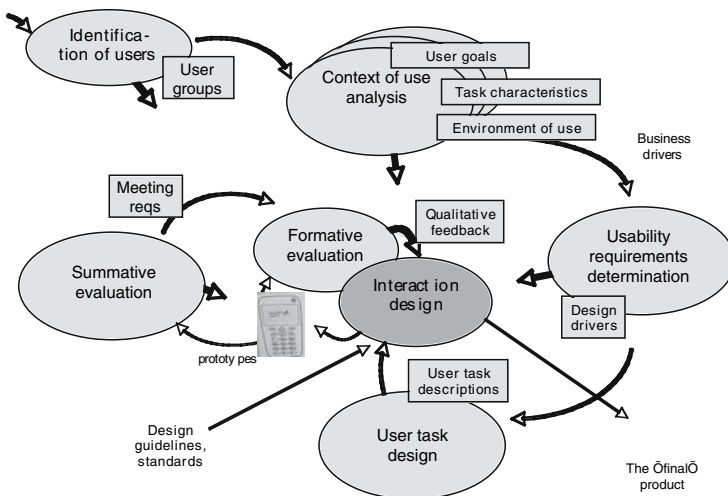 Identifica-
tion of users
User
groups
User goals
Context of use
analysis
Task characteristics
Environment of use
Business
drivers
Meeting
reqs
Formative
evaluation
Qualitative
feedback
Usability
requirements
determination
Summative
evaluation
Interact ion
design
Design
drivers
prototy pes
User task
descriptions
Design
guidelines,
standards
User task
design
The ÕfinalÕ
product